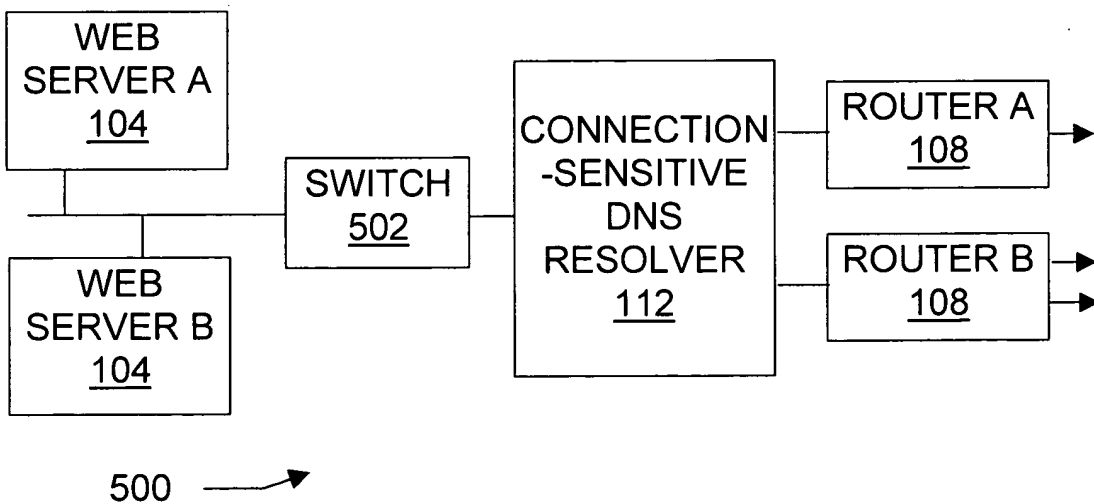 WEB
SERVER A
104
WEB
SERVER B
104
SWITCH
502
CONNECTION
-SENSITIVE
DNS
RESOLVER
112
ROUTER A
108
ROUTER B
108
500